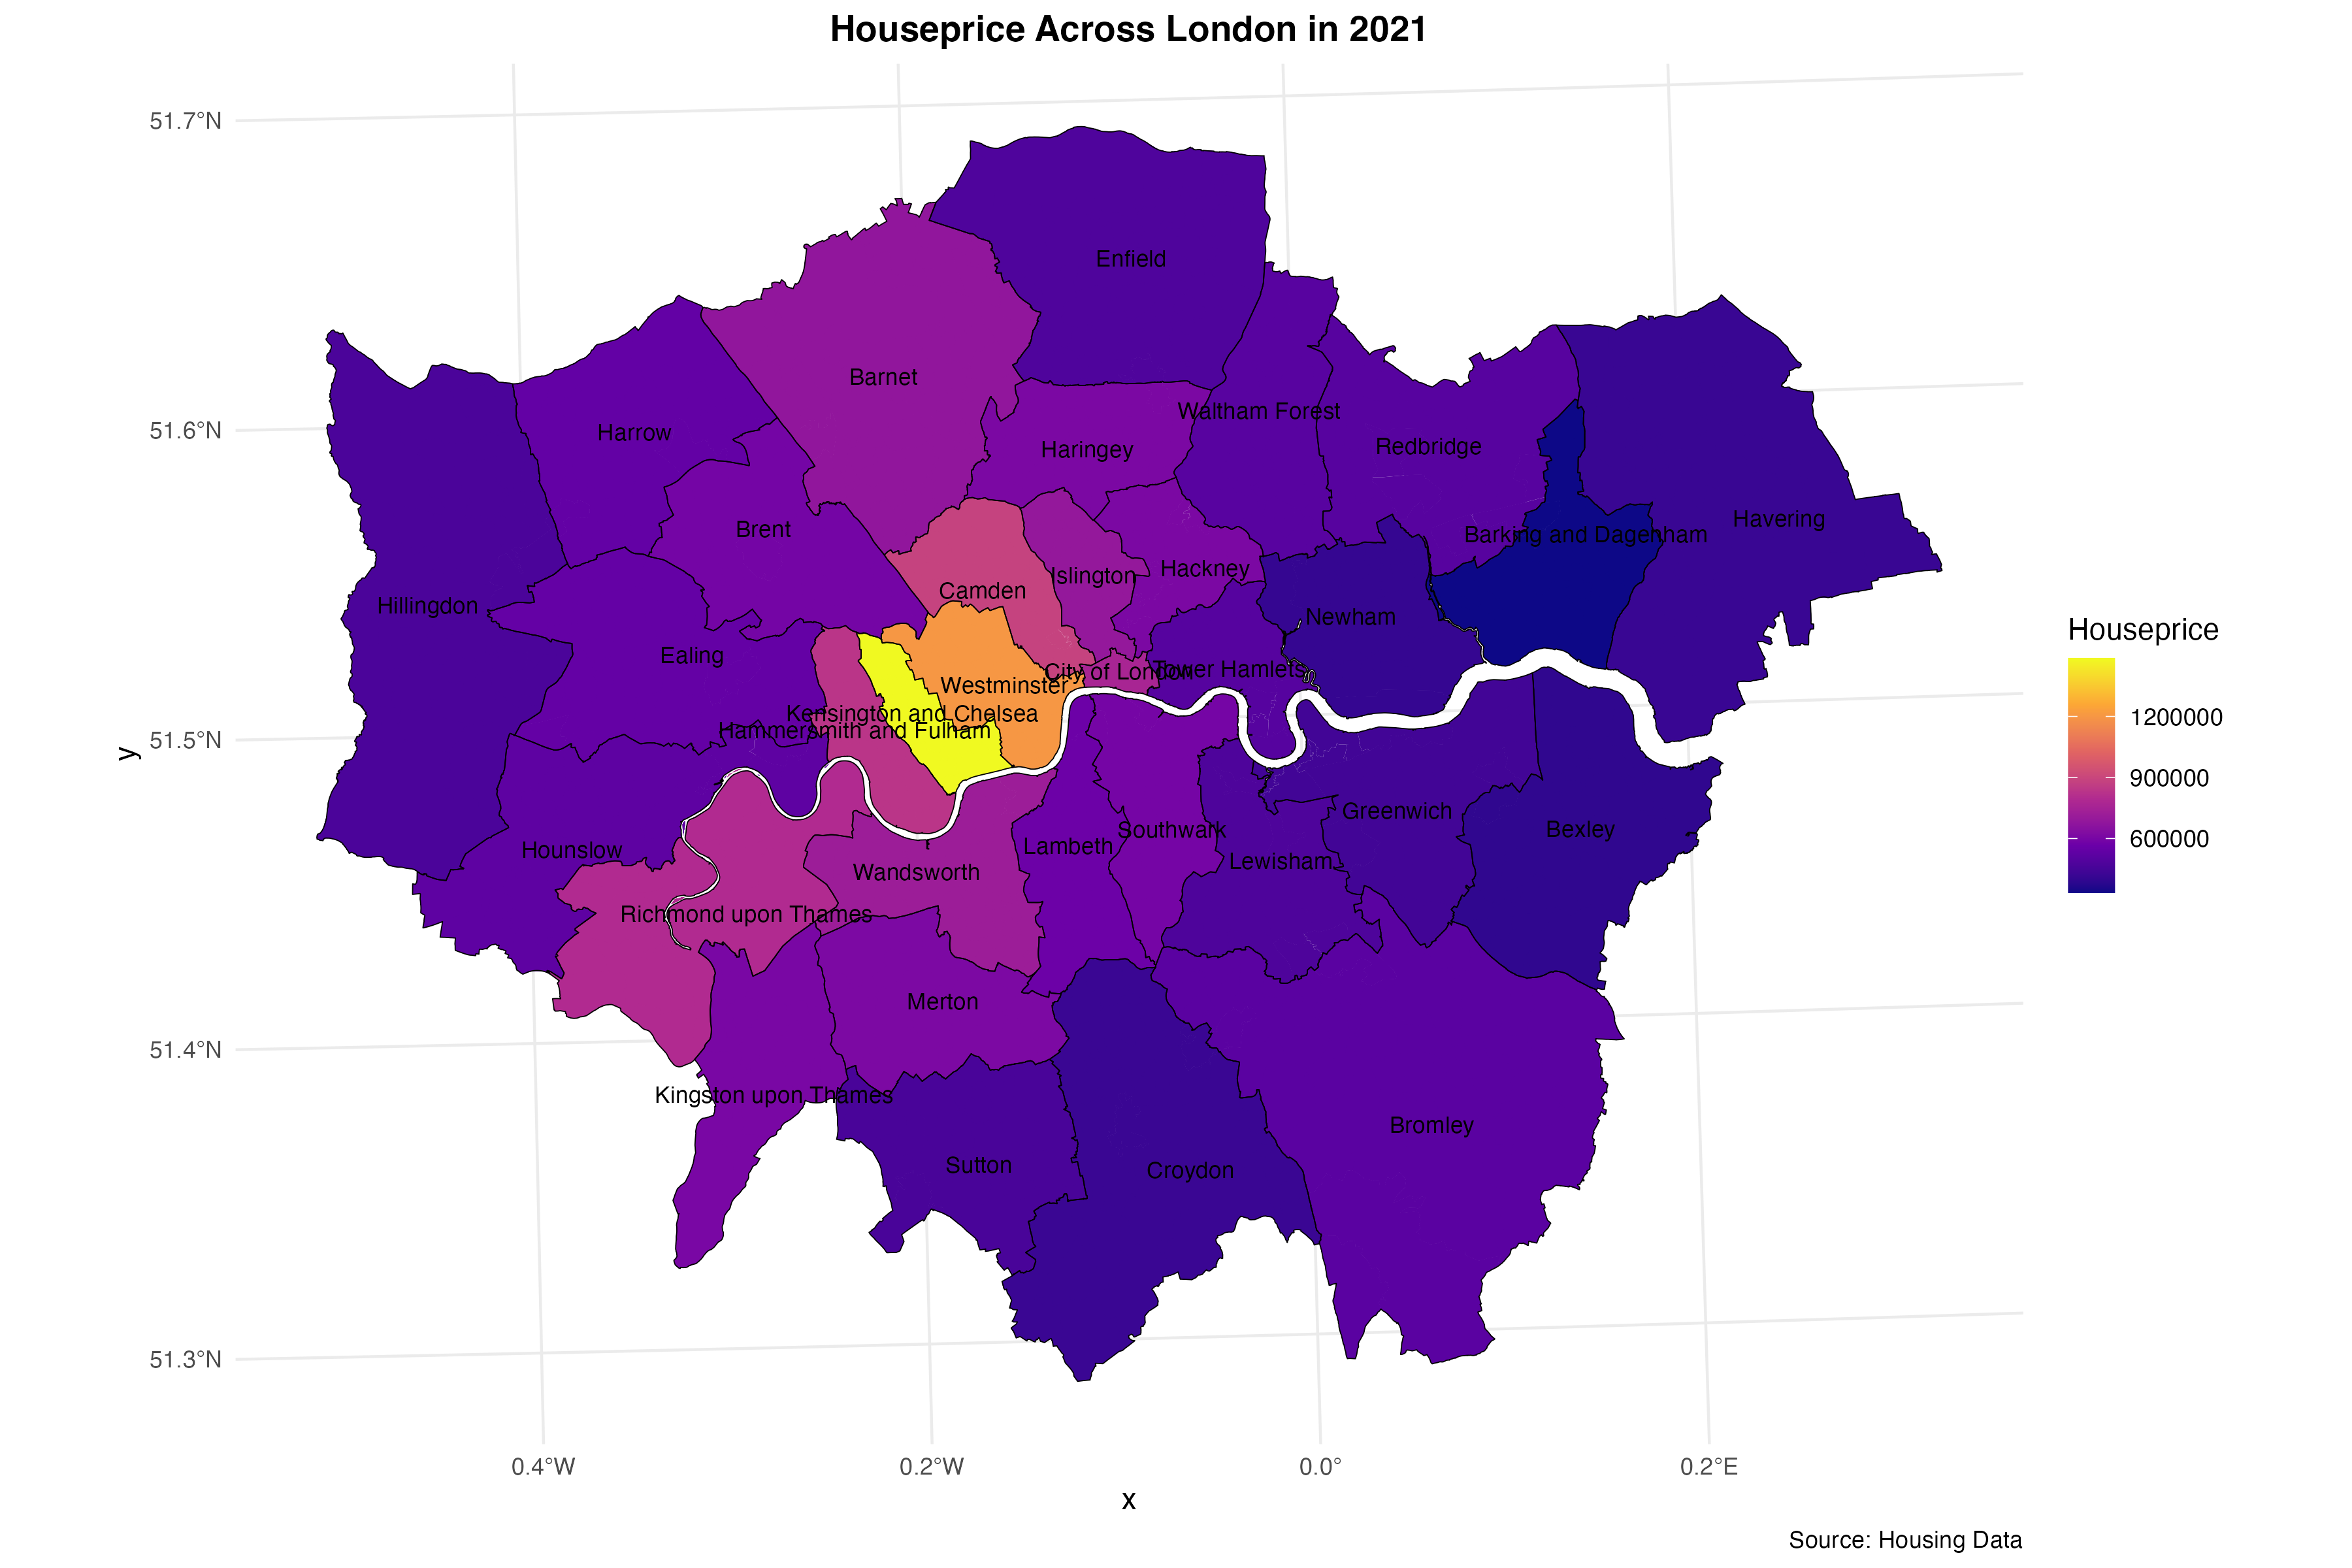 Houseprice Across London in 2021
51.7°N
51.6°N
51.5°N
51.4°N
51.3°N
y
Enfield
Barnet
Waltham Forest
Harrow
Haringey
Redbridge
Havering
Brent
Barking and Dagenham
Hackney
Islington
Camden
Hillingdon
Newham
Ealing
Tower Hamlets
City of London
Westminster
Kensington and Chelsea
Hammersmith and Fulham
Greenwich
Bexley
Southwalk
Lambeth
Hounslow
Lewisham
Wandsworth
Richmond upon Thames
Merton
Kingston upon Thames
Bromley
Sutton
Croydon
0.4°W
0.2°W
0.0°
0.2°E
x
Houseprice
1200000
900000
600000
Source: Housing Data